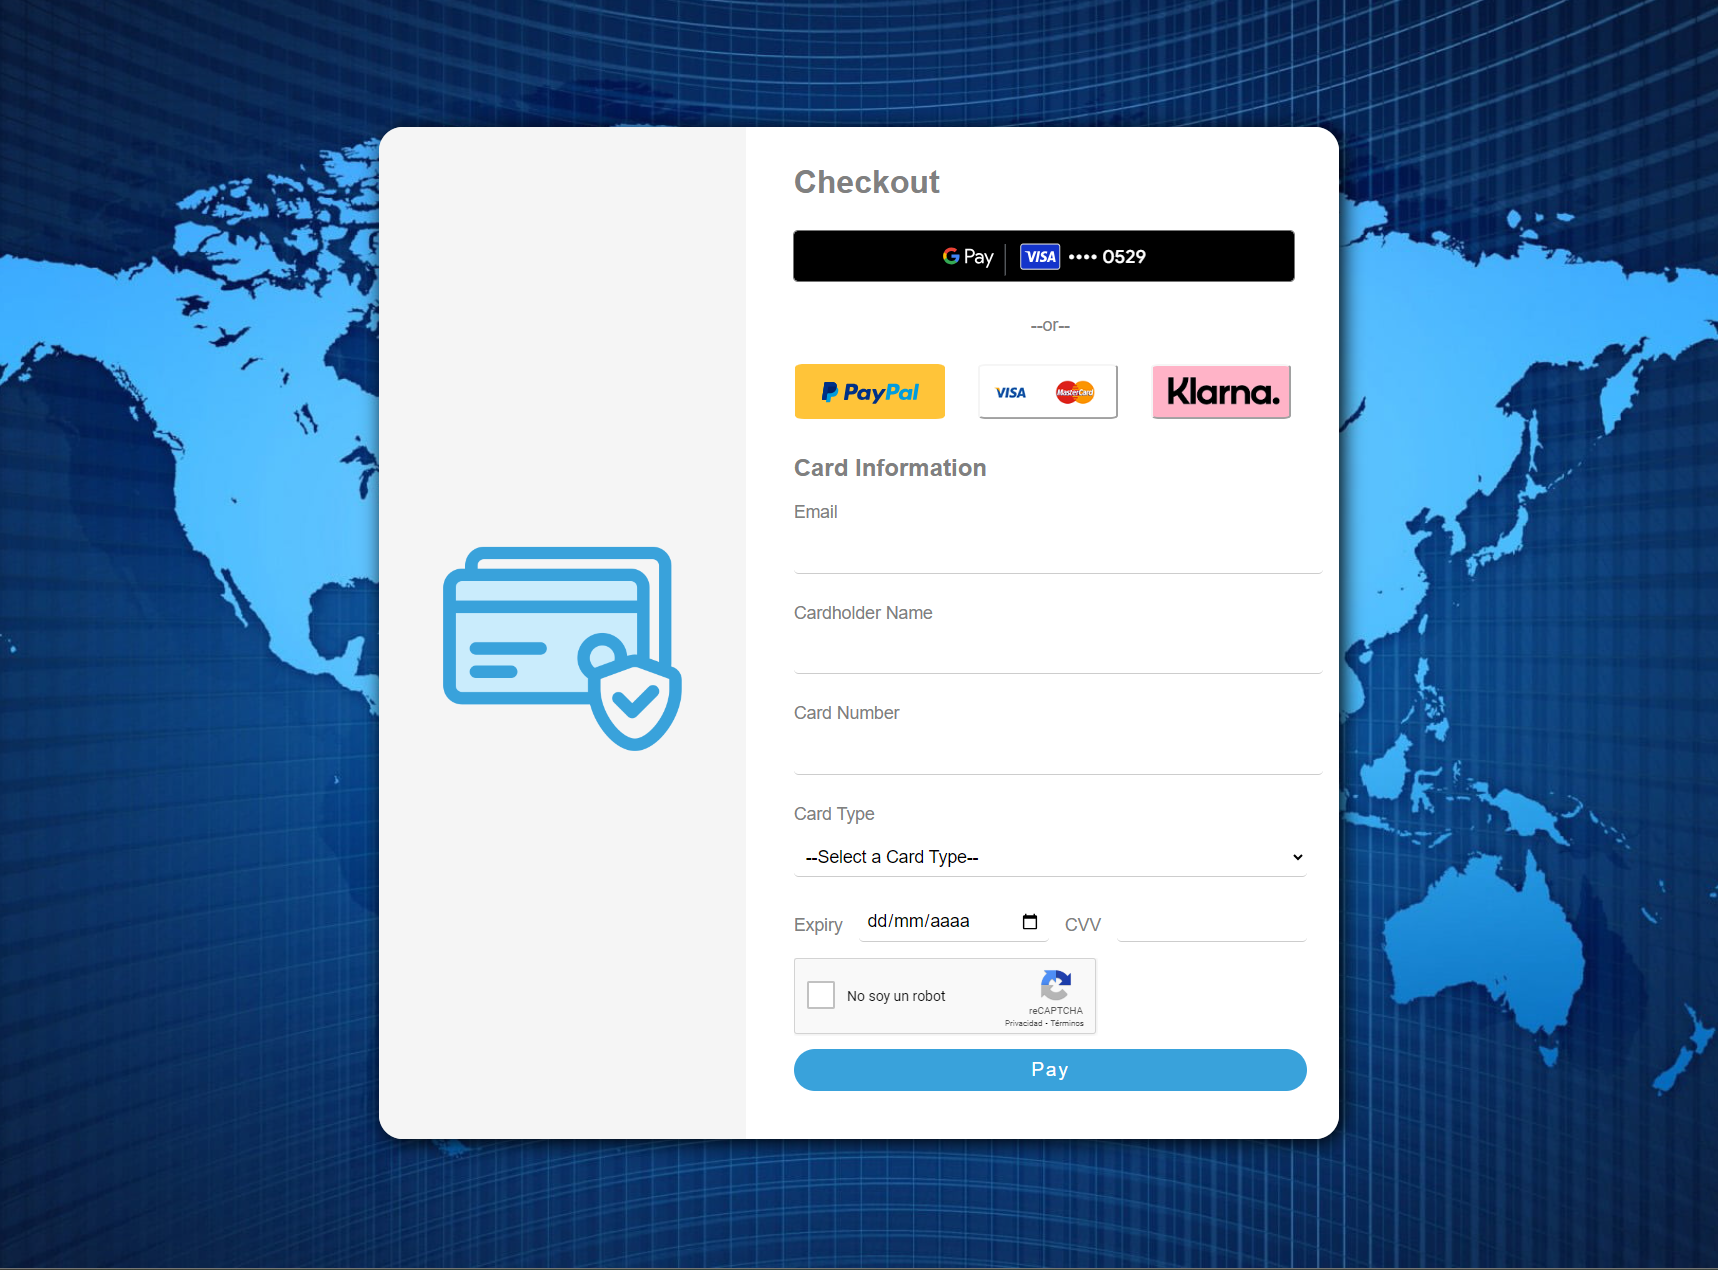 Checkout
G Pay VISA •••• 0529
--or--
PayPal VISA MasterCard Klarna.
Card Information
Email
Cardholder Name
Card Number
Card Type
--Select a Card Type--
Expiry dd/mm/aaaa CVV
No soy un robot
reCAPTCHA
Privacidad - Términos
Pay